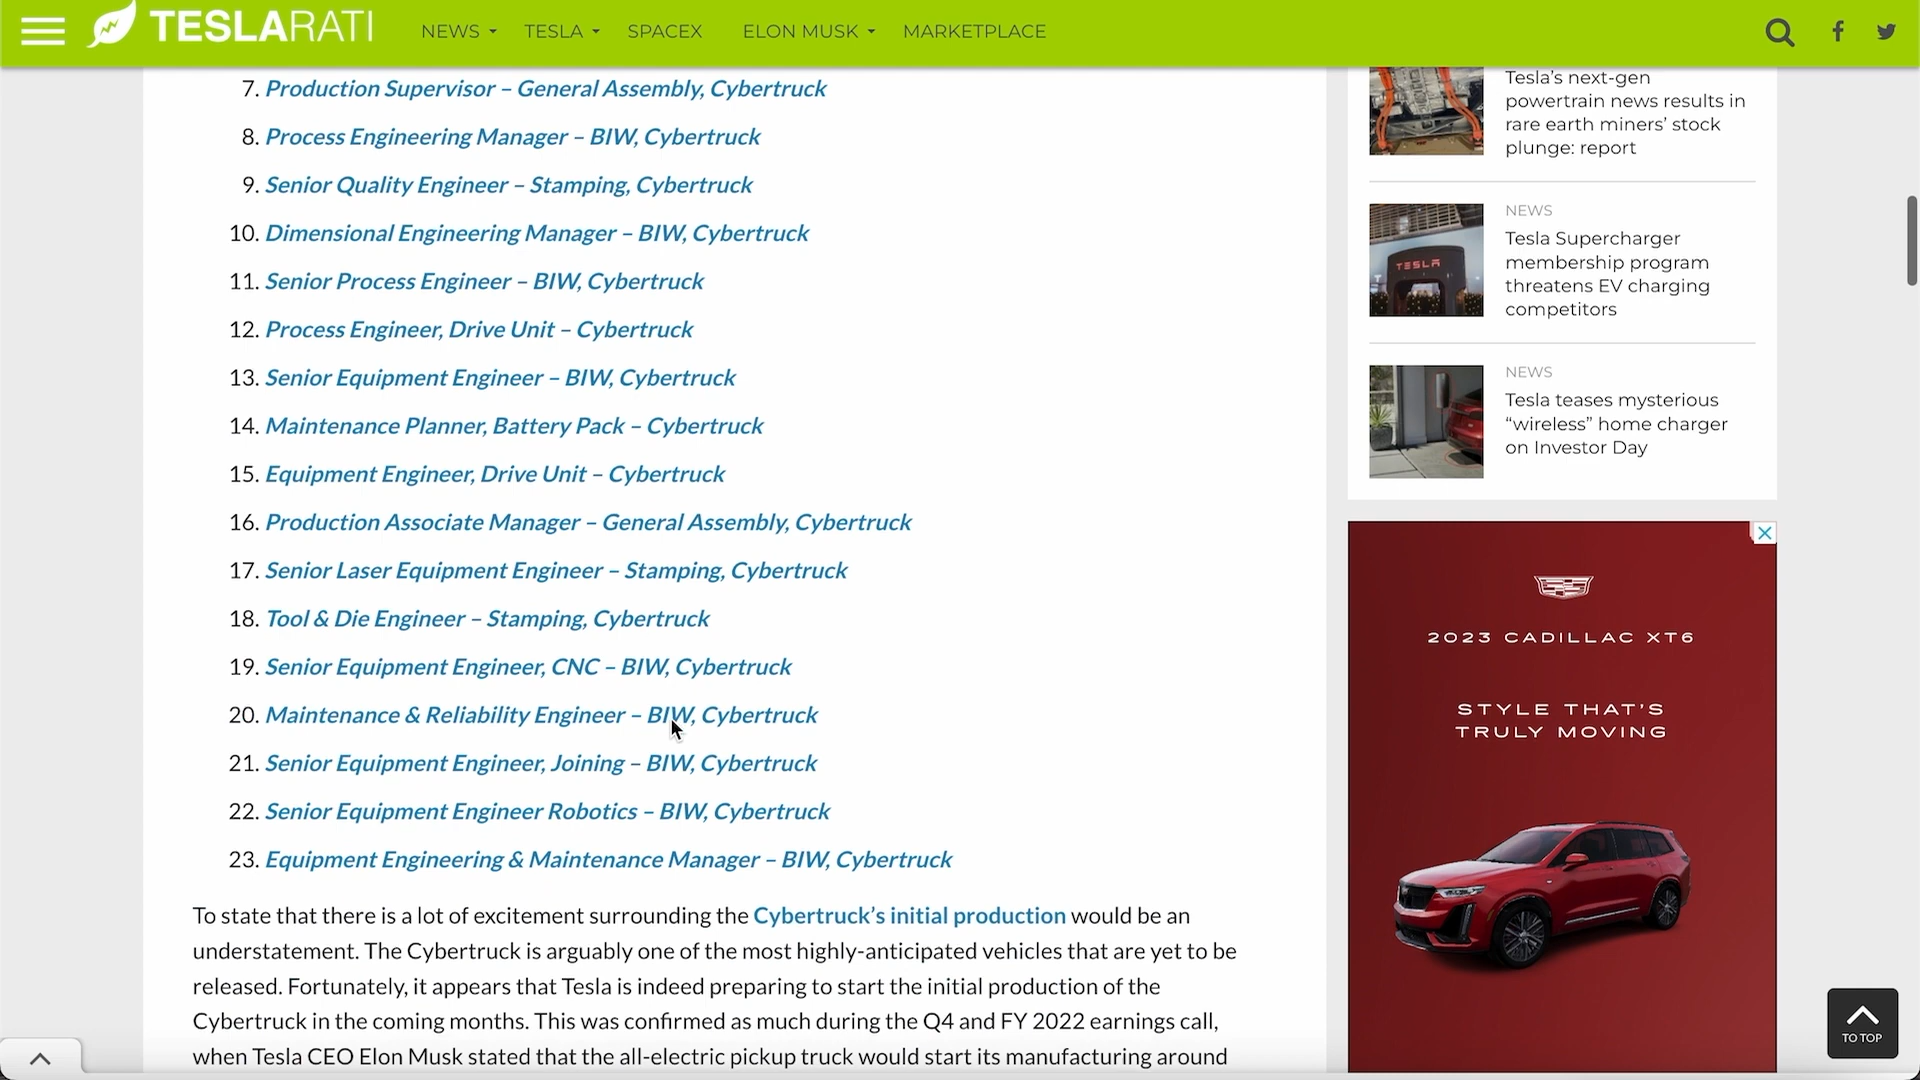 TESLARATI
NEWS TESLA SPACEX ELON MUSK MARKETPLACE
7. Production Supervisor – General Assembly, Cybertruck
8. Process Engineering Manager – BIW, Cybertruck
9. Senior Quality Engineer – Stamping, Cybertruck
10. Dimensional Engineering Manager – BIW, Cybertruck
11. Senior Process Engineer – BIW, Cybertruck
12. Process Engineer, Drive Unit – Cybertruck
13. Senior Equipment Engineer – BIW, Cybertruck
14. Maintenance Planner, Battery Pack – Cybertruck
15. Equipment Engineer, Drive Unit – Cybertruck
16. Production Associate Manager – General Assembly, Cybertruck
17. Senior Laser Equipment Engineer – Stamping, Cybertruck
18. Tool & Die Engineer – Stamping, Cybertruck
19. Senior Equipment Engineer, CNC – BIW, Cybertruck
20. Maintenance & Reliability Engineer – BIW, Cybertruck
21. Senior Equipment Engineer, Joining – BIW, Cybertruck
22. Senior Equipment Engineer Robotics – BIW, Cybertruck
23. Equipment Engineering & Maintenance Manager – BIW, Cybertruck
To state that there is a lot of excitement surrounding the Cybertruck’s initial production would be an
understatement. The Cybertruck is arguably one of the most highly-anticipated vehicles that are yet to be
released. Fortunately, it appears that Tesla is indeed preparing to start the initial production of the
Cybertruck in the coming months. This was confirmed as much during the Q4 and FY 2022 earnings call,
when Tesla CEO Elon Musk stated that the all-electric pickup truck would start its manufacturing around
Tesla’s next-gen
powertrain news results in
rare earth miners’ stock
plunge: report
NEWS
Tesla Supercharger
membership program
threatens EV charging
competitors
TESLA
NEWS
Tesla teases mysterious
“wireless” home charger
on Investor Day
2023 CADILLAC XT6
STYLE THAT’S
TRULY MOVING
TO TOP